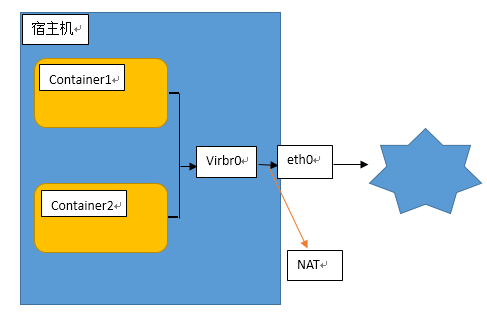 宿主机
Container1
Container2
Virbr0
eth0
NAT